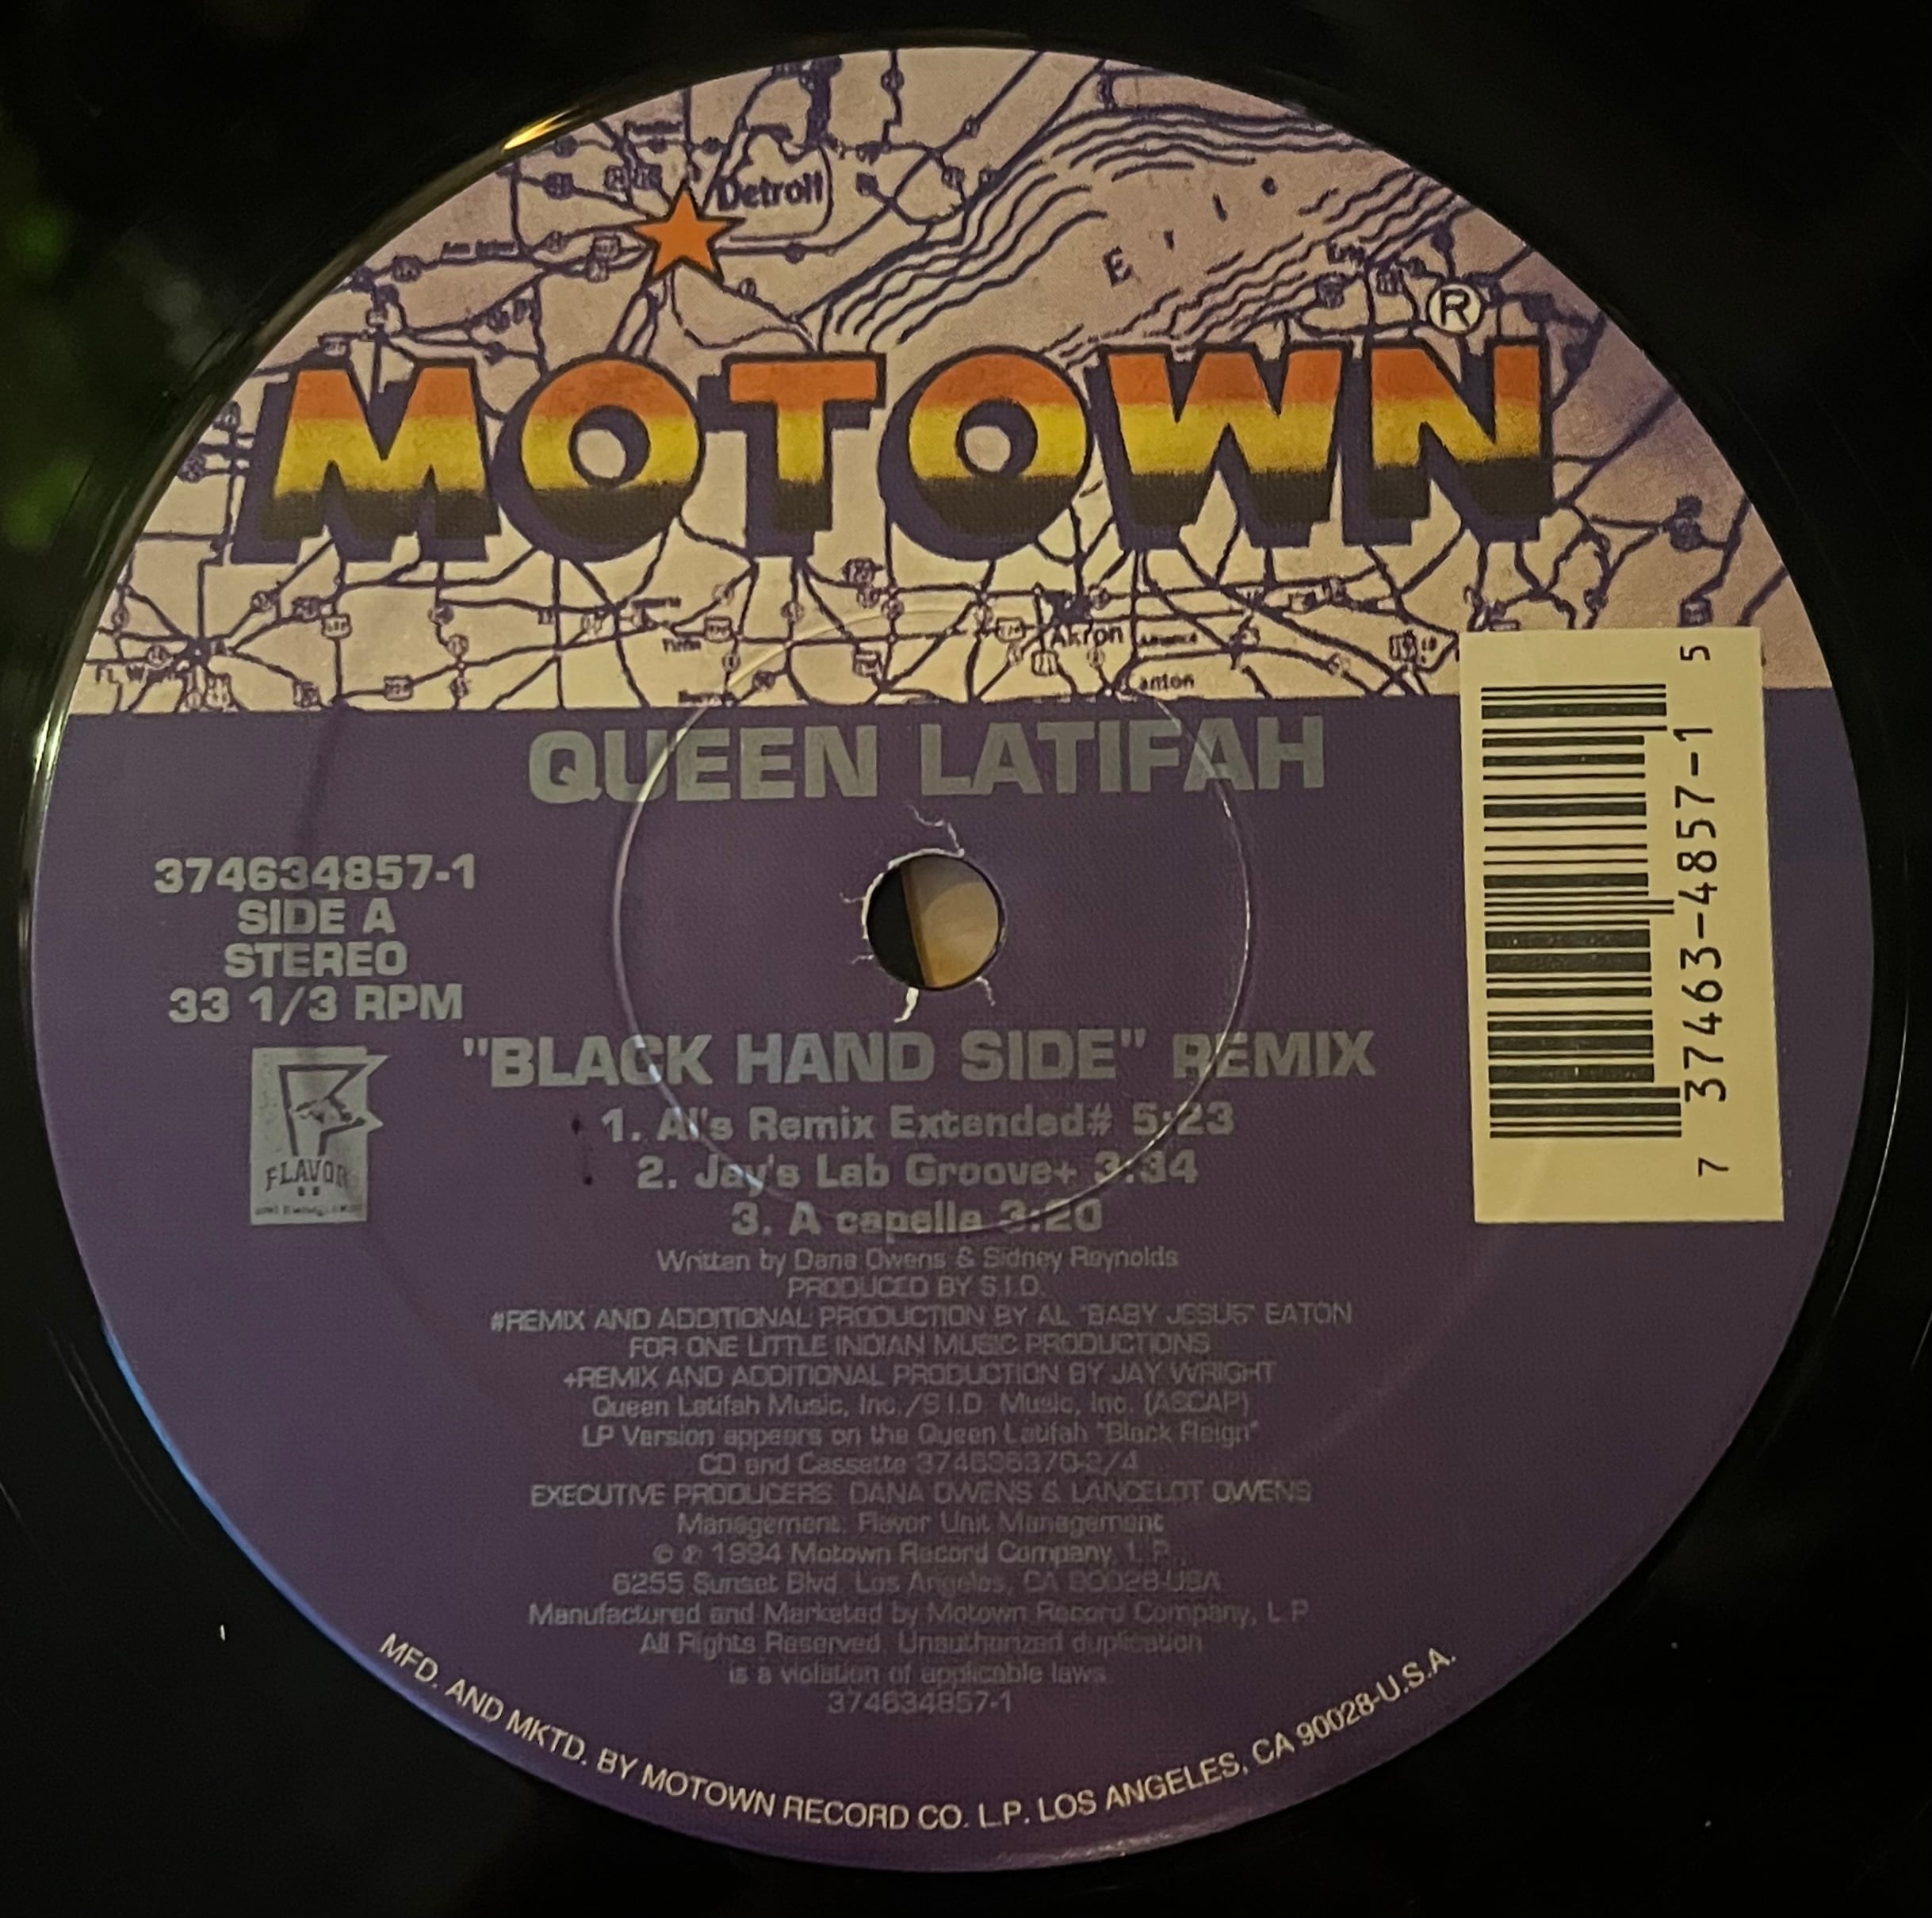 Detroit
E
Erie
®
MOTOWN
Akron
Tiffin
Alliance
Canton
QUEEN LATIFAH
374634857-1
SIDE A
STEREO
33 1/3 RPM
FLAVOR
"BLACK HAND SIDE" REMIX
1. Al's Remix Extended# 5:23
2. Jay's Lab Groove+ 3:34
3. A capella 3:20
Written by Dana Owens & Sidney Reynolds
PRODUCED BY S.I.D.
#REMIX AND ADDITIONAL PRODUCTION BY AL "BABY JESUS" EATON
FOR ONE LITTLE INDIAN MUSIC PRODUCTIONS
+REMIX AND ADDITIONAL PRODUCTION BY JAY WRIGHT
Queen Latifah Music, Inc./S.I.D. Music, Inc. (ASCAP)
LP Version appears on the Queen Latifah "Black Reign"
CD and Cassette 374636370-2/4
EXECUTIVE PRODUCERS: DANA OWENS & LANCELOT OWENS
Management: Flavor Unit Management
© ℗ 1994 Motown Record Company, L.P.
6255 Sunset Blvd. Los Angeles, CA 90028-USA
Manufactured and Marketed by Motown Record Company, L.P.
All Rights Reserved. Unauthorized duplication
is a violation of applicable laws.
374634857-1
MFD. AND MKTD. BY MOTOWN RECORD CO. L.P. LOS ANGELES, CA 90028-U.S.A.
7 37463-4857-1 5